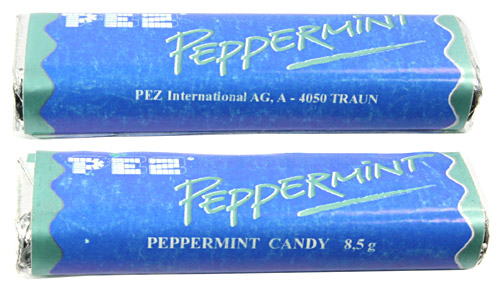 PEZ
PEPPERMINT
PEZ International AG, A - 4050 TRAUN
PEZ
PEPPERMINT
PEPPERMINT CANDY 8,5 g